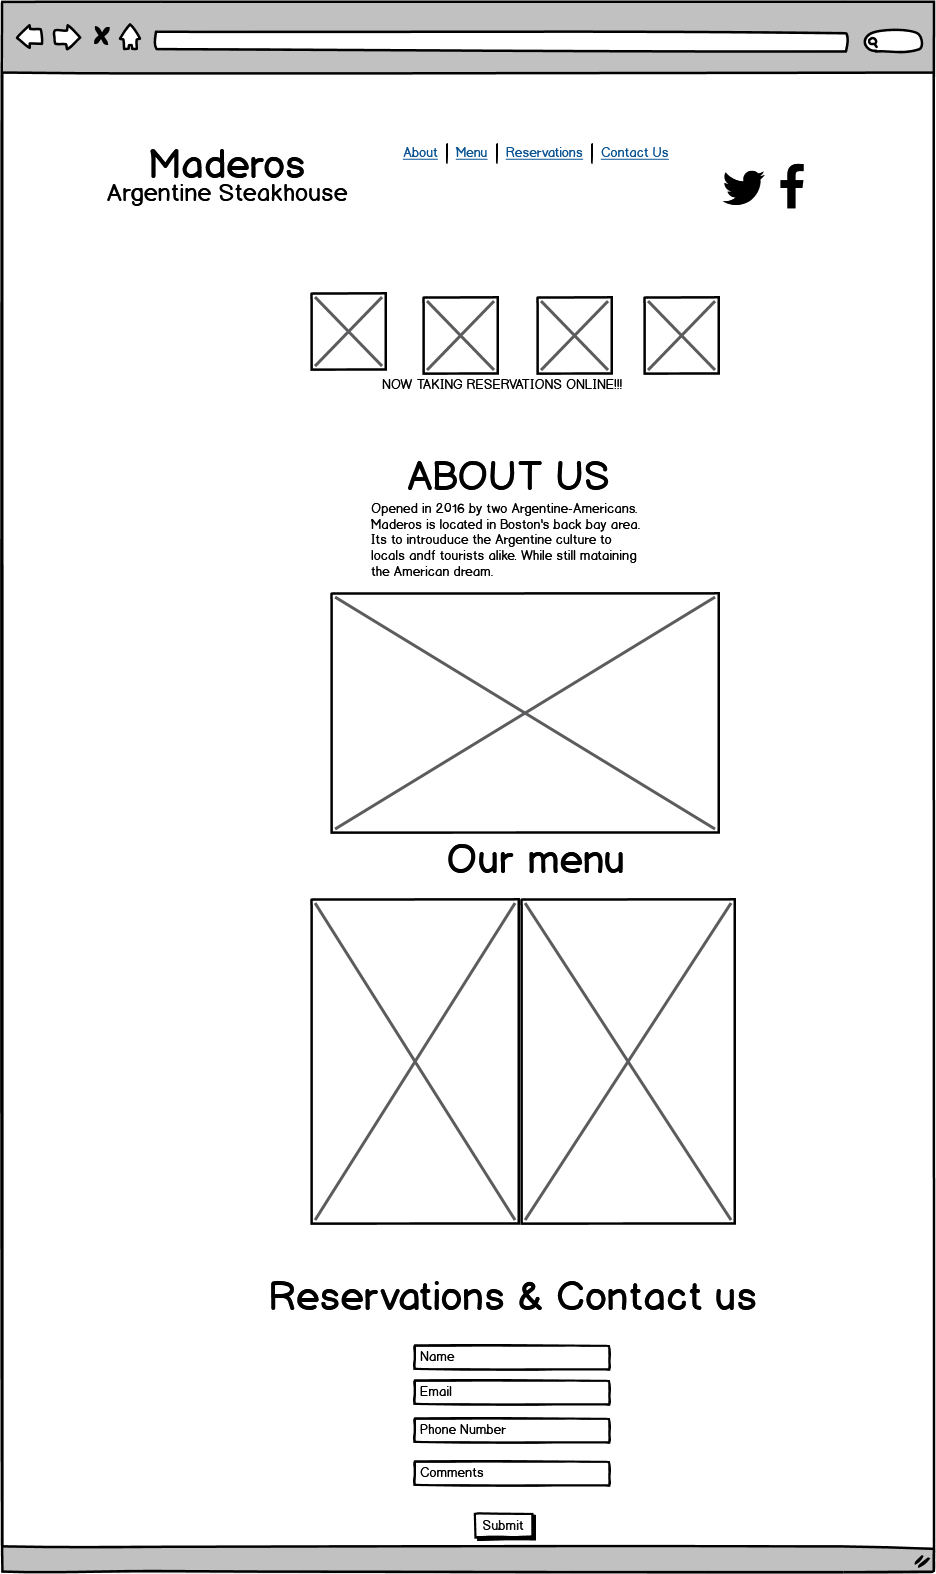 Maderos
Argentine Steakhouse
About | Menu | Reservations | Contact Us
NOW TAKING RESERVATIONS ONLINE!!!
ABOUT US
Opened in 2016 by two Argentine-Americans.
Maderos is located in Boston's back bay area.
Its to introuduce the Argentine culture to
locals andf tourists alike. While still mataining
the American dream.
Our menu
Reservations & Contact us
Name
Email
Phone Number
Comments
Submit